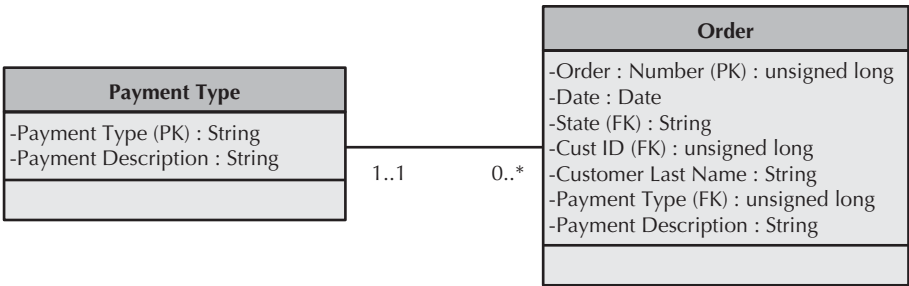 Payment Type
-Payment Type (PK) : String
-Payment Description : String
1..1
0..*
Order
-Order : Number (PK) : unsigned long
-Date : Date
-State (FK) : String
-Cust ID (FK) : unsigned long
-Customer Last Name : String
-Payment Type (FK) : unsigned long
-Payment Description : String